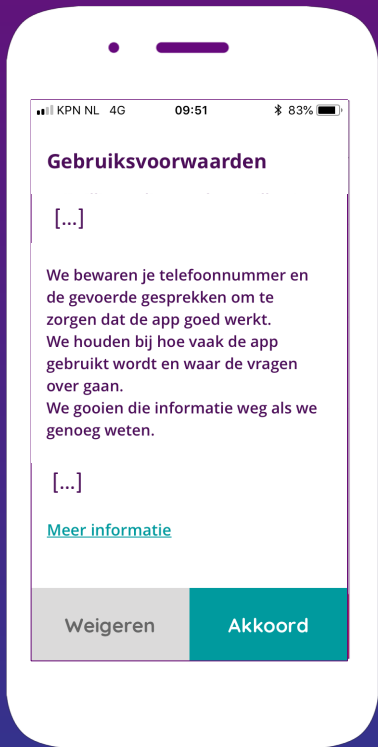 KPN NL 4G 09:51 83%
Gebruiksvoorwaarden
[...]
We bewaren je telefoonnummer en
de gevoerde gesprekken om te
zorgen dat de app goed werkt.
We houden bij hoe vaak de app
gebruikt wordt en waar de vragen
over gaan.
We gooien die informatie weg als we
genoeg weten.
[...]
Meer informatie
Weigeren Akkoord